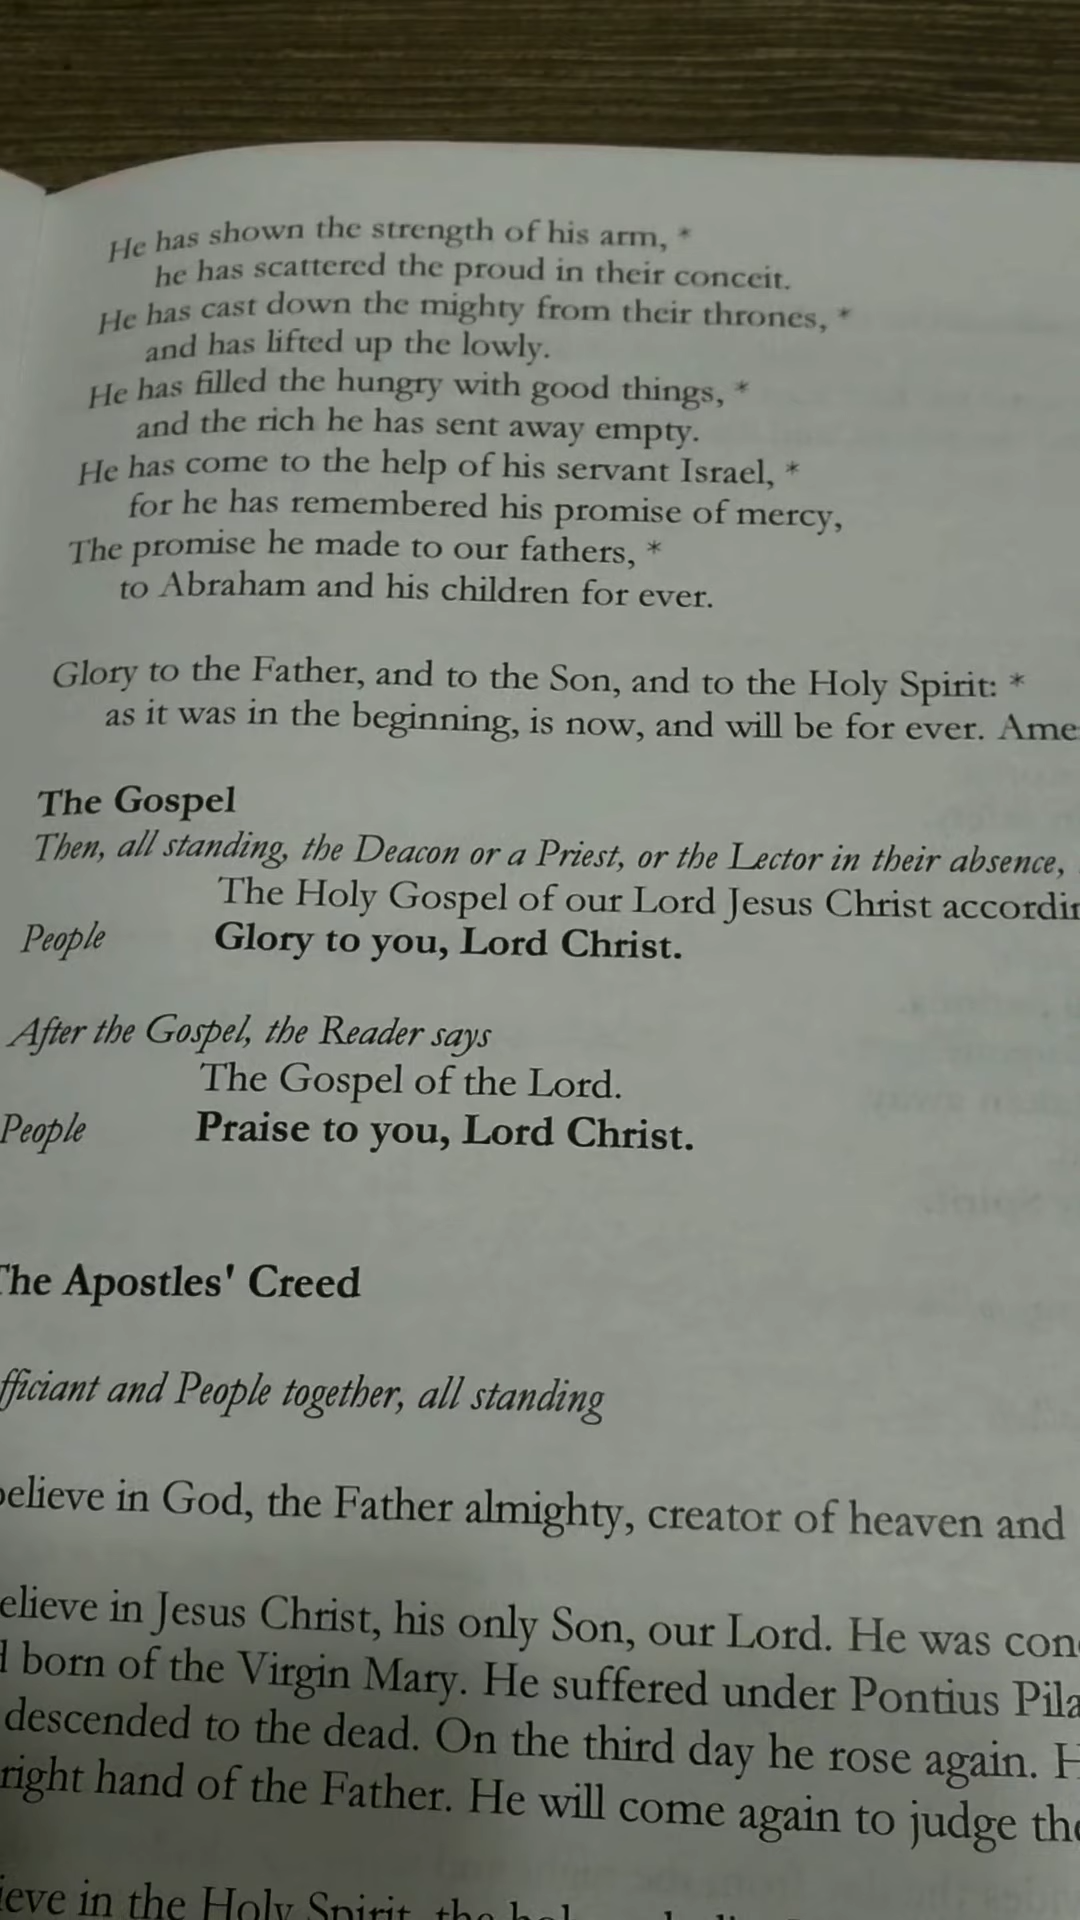 He has shown the strength of his arm, *
he has scattered the proud in their conceit.
He has cast down the mighty from their thrones, *
and has lifted up the lowly.
He has filled the hungry with good things, *
and the rich he has sent away empty.
He has come to the help of his servant Israel, *
for he has remembered his promise of mercy,
The promise he made to our fathers, *
to Abraham and his children for ever.
Glory to the Father, and to the Son, and to the Holy Spirit: *
as it was in the beginning, is now, and will be for ever. Ame
The Gospel
Then, all standing, the Deacon or a Priest, or the Lector in their absence,
The Holy Gospel of our Lord Jesus Christ accordin
People Glory to you, Lord Christ.
After the Gospel, the Reader says
The Gospel of the Lord.
People Praise to you, Lord Christ.
The Apostles' Creed
fficiant and People together, all standing
believe in God, the Father almighty, creator of heaven and
elieve in Jesus Christ, his only Son, our Lord. He was con
d born of the Virgin Mary. He suffered under Pontius Pila
descended to the dead. On the third day he rose again. H
right hand of the Father. He will come again to judge the
ieve in the Holy Spirit, the